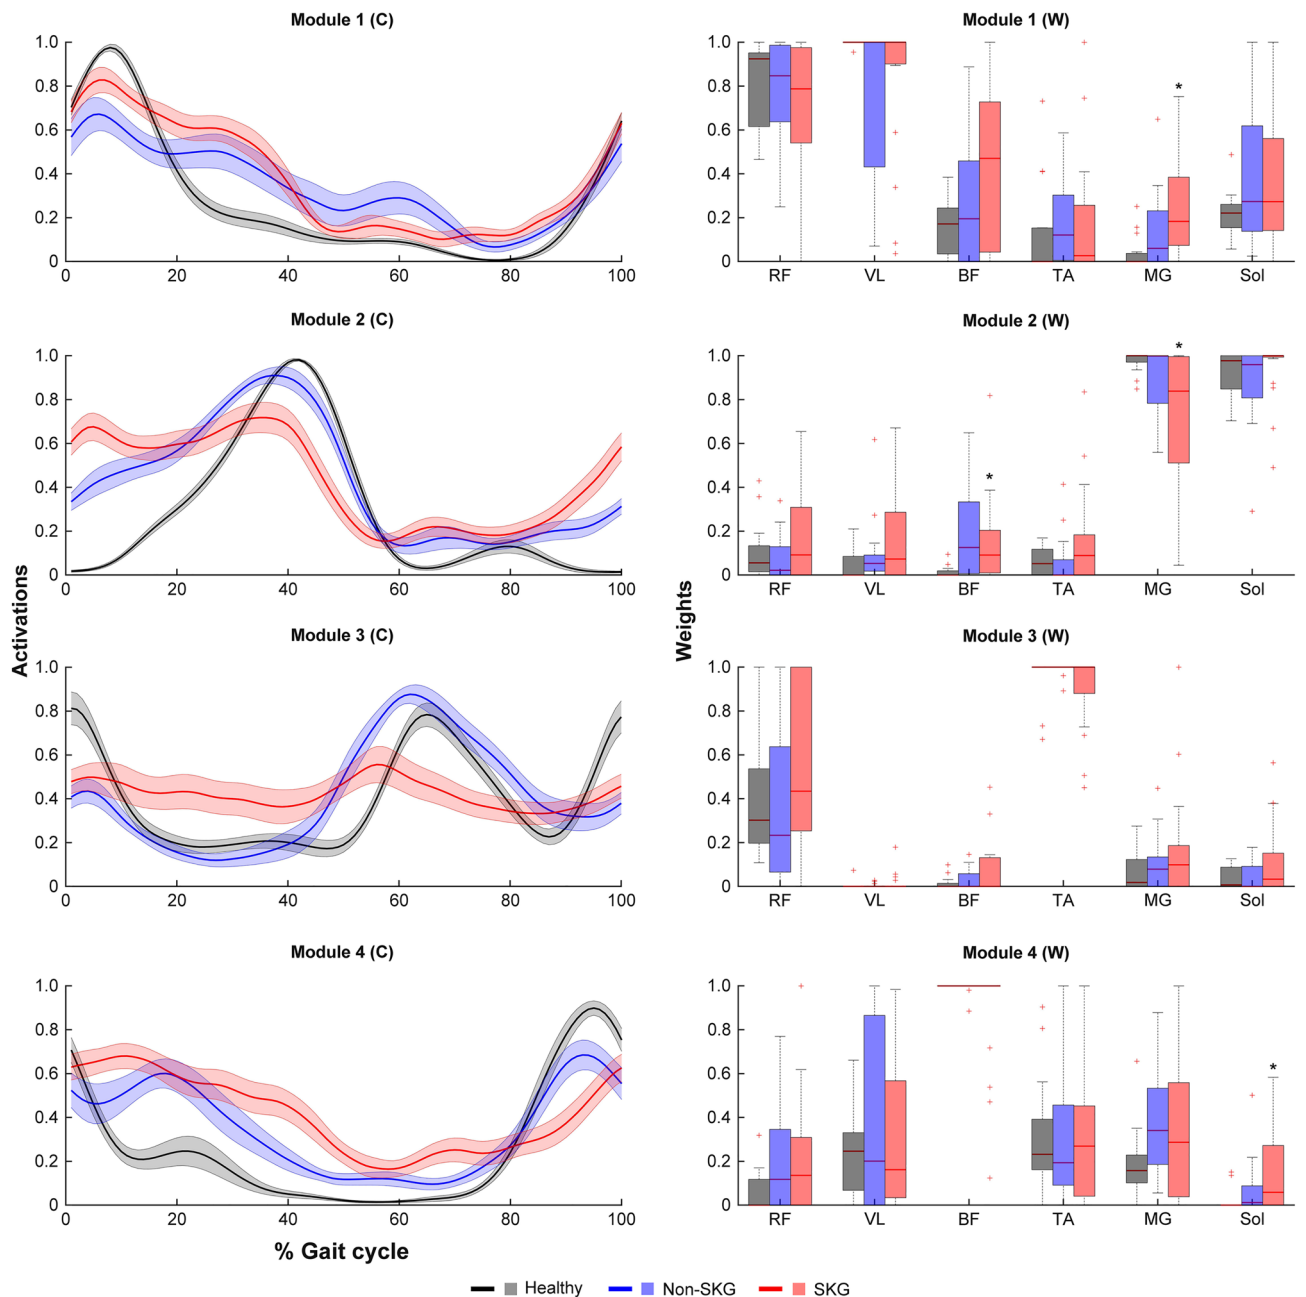 Module 1 (C)
1.0
0.8
0.6
0.4
0.2
0
0 20 40 60 80 100
Module 1 (W)
1.0
0.8
0.6
0.4
0.2
0
*
RF VL BF TA MG Sol
Module 2 (C)
1.0
0.8
0.6
0.4
0.2
0
0 20 40 60 80 100
Module 2 (W)
1.0
0.8
0.6
0.4
0.2
0
* *
RF VL BF TA MG Sol
Activations
Weights
Module 3 (C)
1.0
0.8
0.6
0.4
0.2
0
0 20 40 60 80 100
Module 3 (W)
1.0
0.8
0.6
0.4
0.2
0
RF VL BF TA MG Sol
Module 4 (C)
1.0
0.8
0.6
0.4
0.2
0
0 20 40 60 80 100
Module 4 (W)
1.0
0.8
0.6
0.4
0.2
0
*
RF VL BF TA MG Sol
% Gait cycle
Healthy Non-SKG SKG